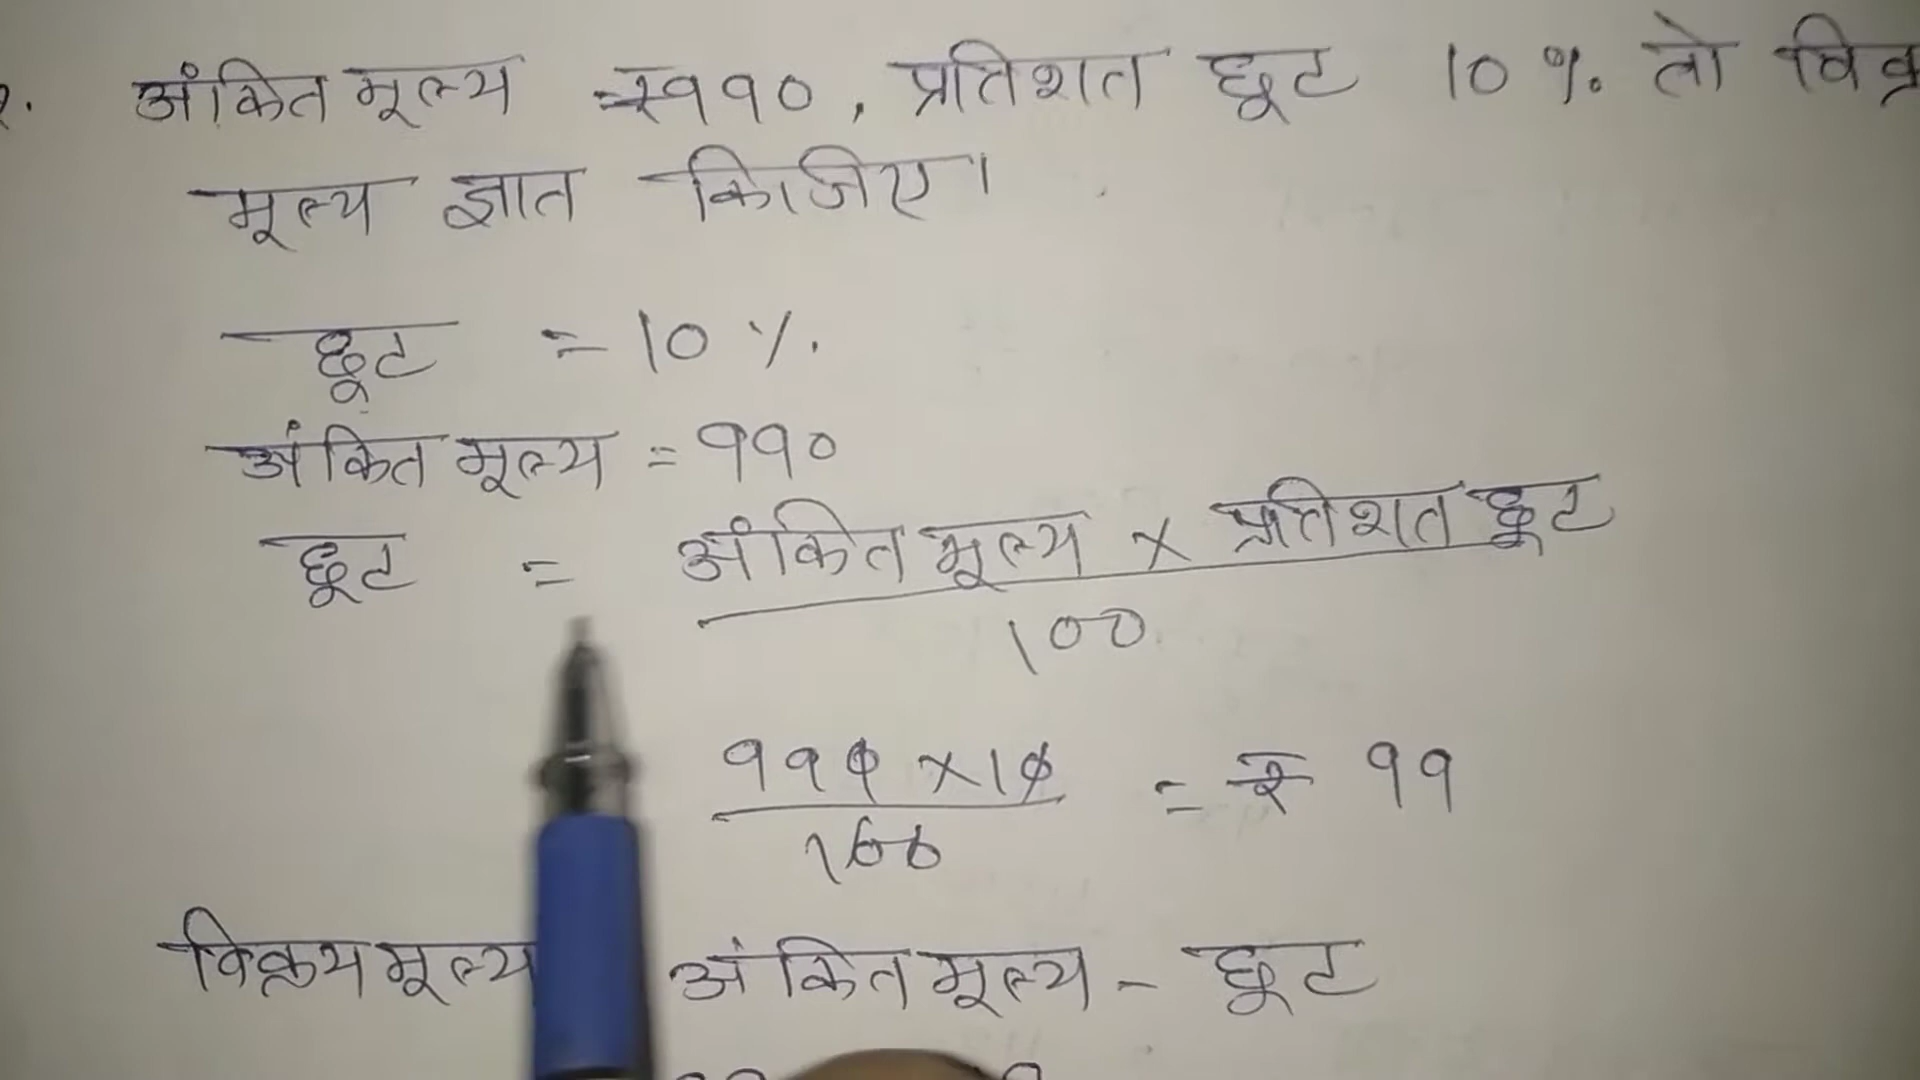 अंकित मूल्य = ₹990, प्रतिशत छूट 10 % तो
मूल्य ज्ञात किजिए।
छूट = 10 %
अंकित मूल्य = 990
छूट = अंकित मूल्य × प्रतिशत छूट
100
990 × 10 = ₹ 99
100
विक्रय मूल्य अंकित मूल्य - छूट